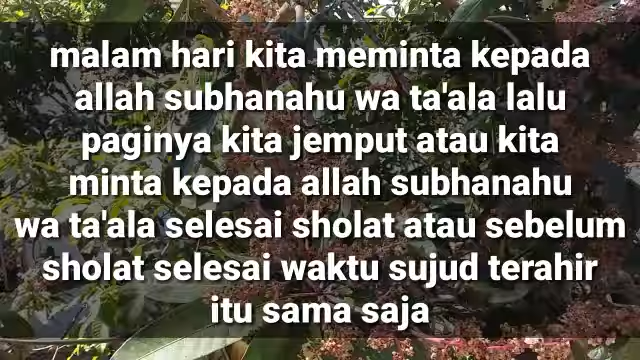 malam hari kita meminta kepada
allah subhanahu wa ta'ala lalu
paginya kita jemput atau kita
minta kepada allah subhanahu
wa ta'ala selesai sholat atau sebelum
sholat selesai waktu sujud terahir
itu sama saja